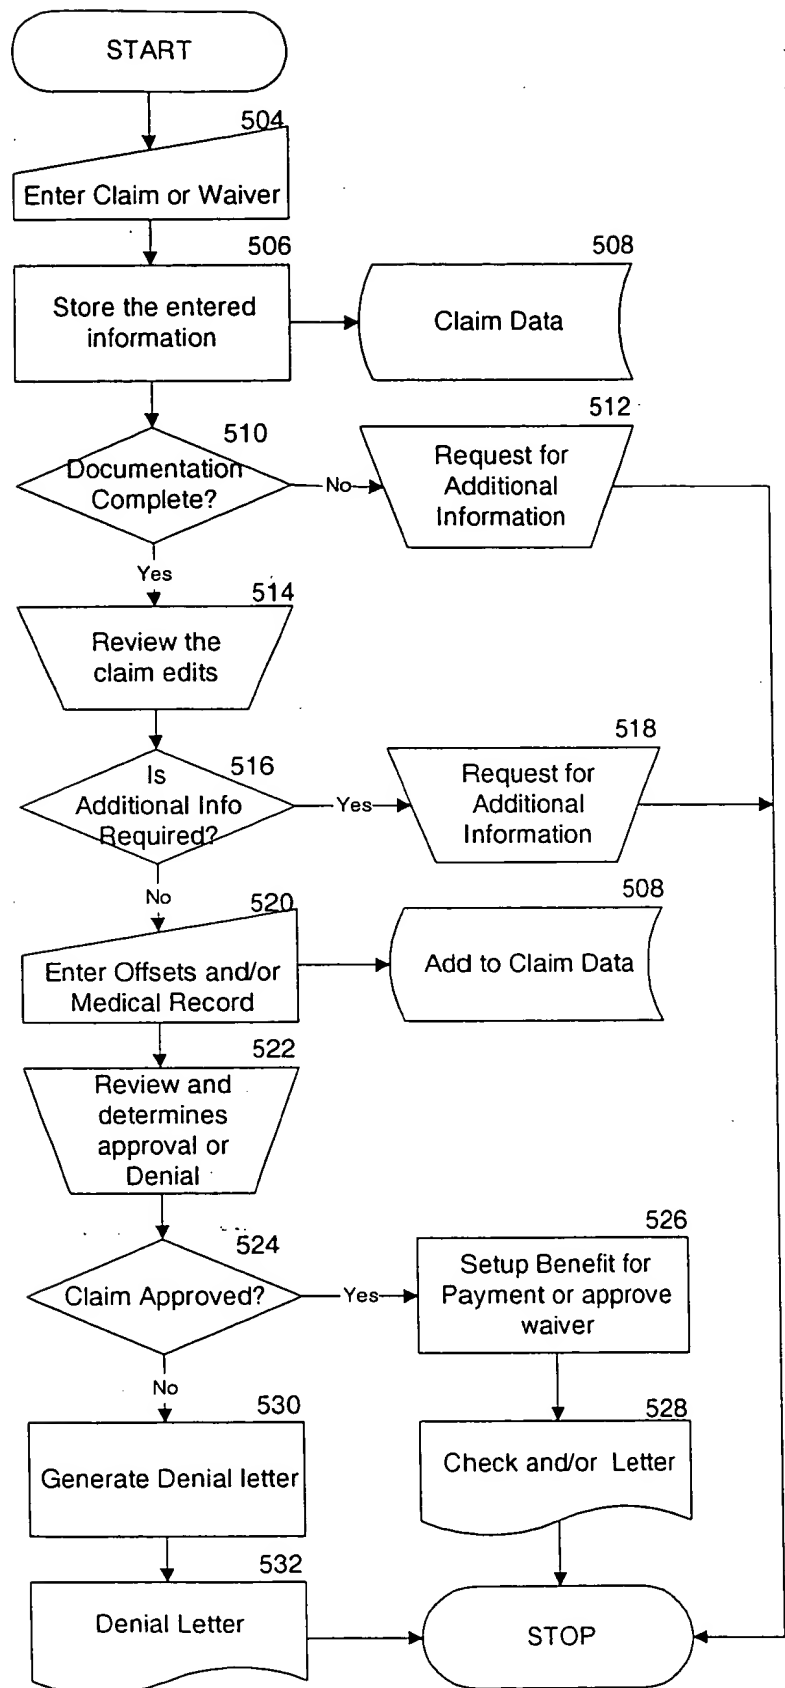 START
504
Enter Claim or Waiver
506
Store the entered
information
508
Claim Data
510
Documentation
Complete?
No
512
Request for
Additional
Information
Yes
514
Review the
claim edits
516
Is
Additional Info
Required?
Yes
518
Request for
Additional
Information
No
520
Enter Offsets and/or
Medical Record
508
Add to Claim Data
522
Review and
determines
approval or
Denial
524
Claim Approved?
Yes
526
Setup Benefit for
Payment or approve
waiver
No
530
Generate Denial letter
528
Check and/or Letter
532
Denial Letter
STOP